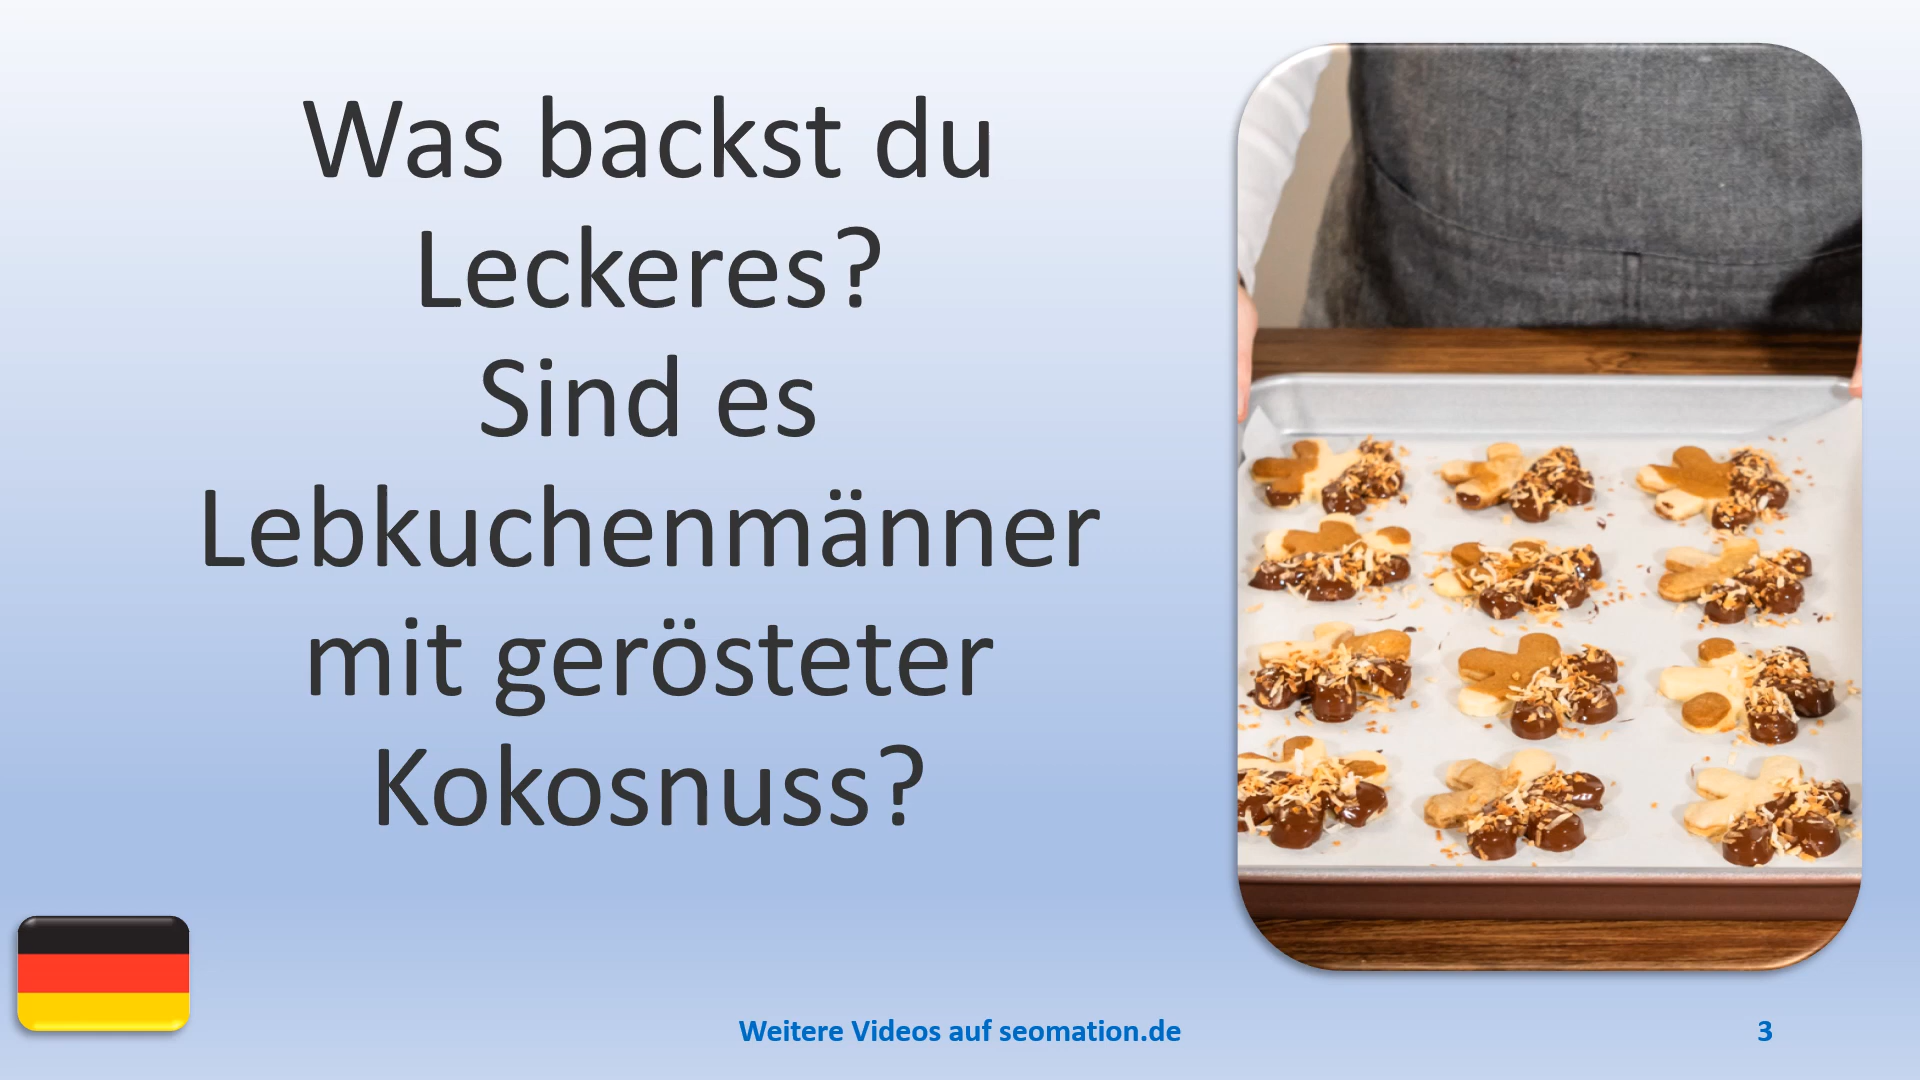 Was backst du
Leckeres?
Sind es
Lebkuchenmänner
mit gerösteter
Kokosnuss?
Weitere Videos auf seomation.de
3